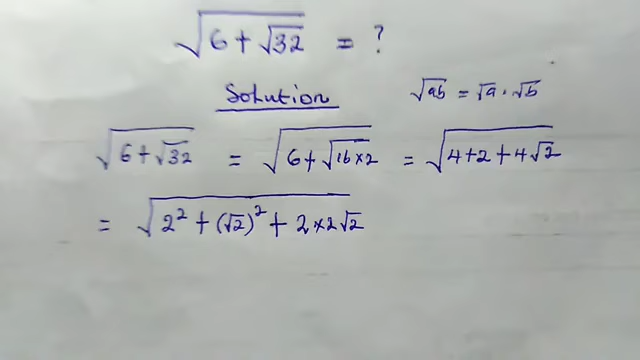 √(6 + √32) = ?
Solution
√ab = √a · √b
√(6 + √32) = √(6 + √(16 × 2)) = √(4 + 2 + 4√2)
= √(2² + (√2)² + 2 × 2√2)